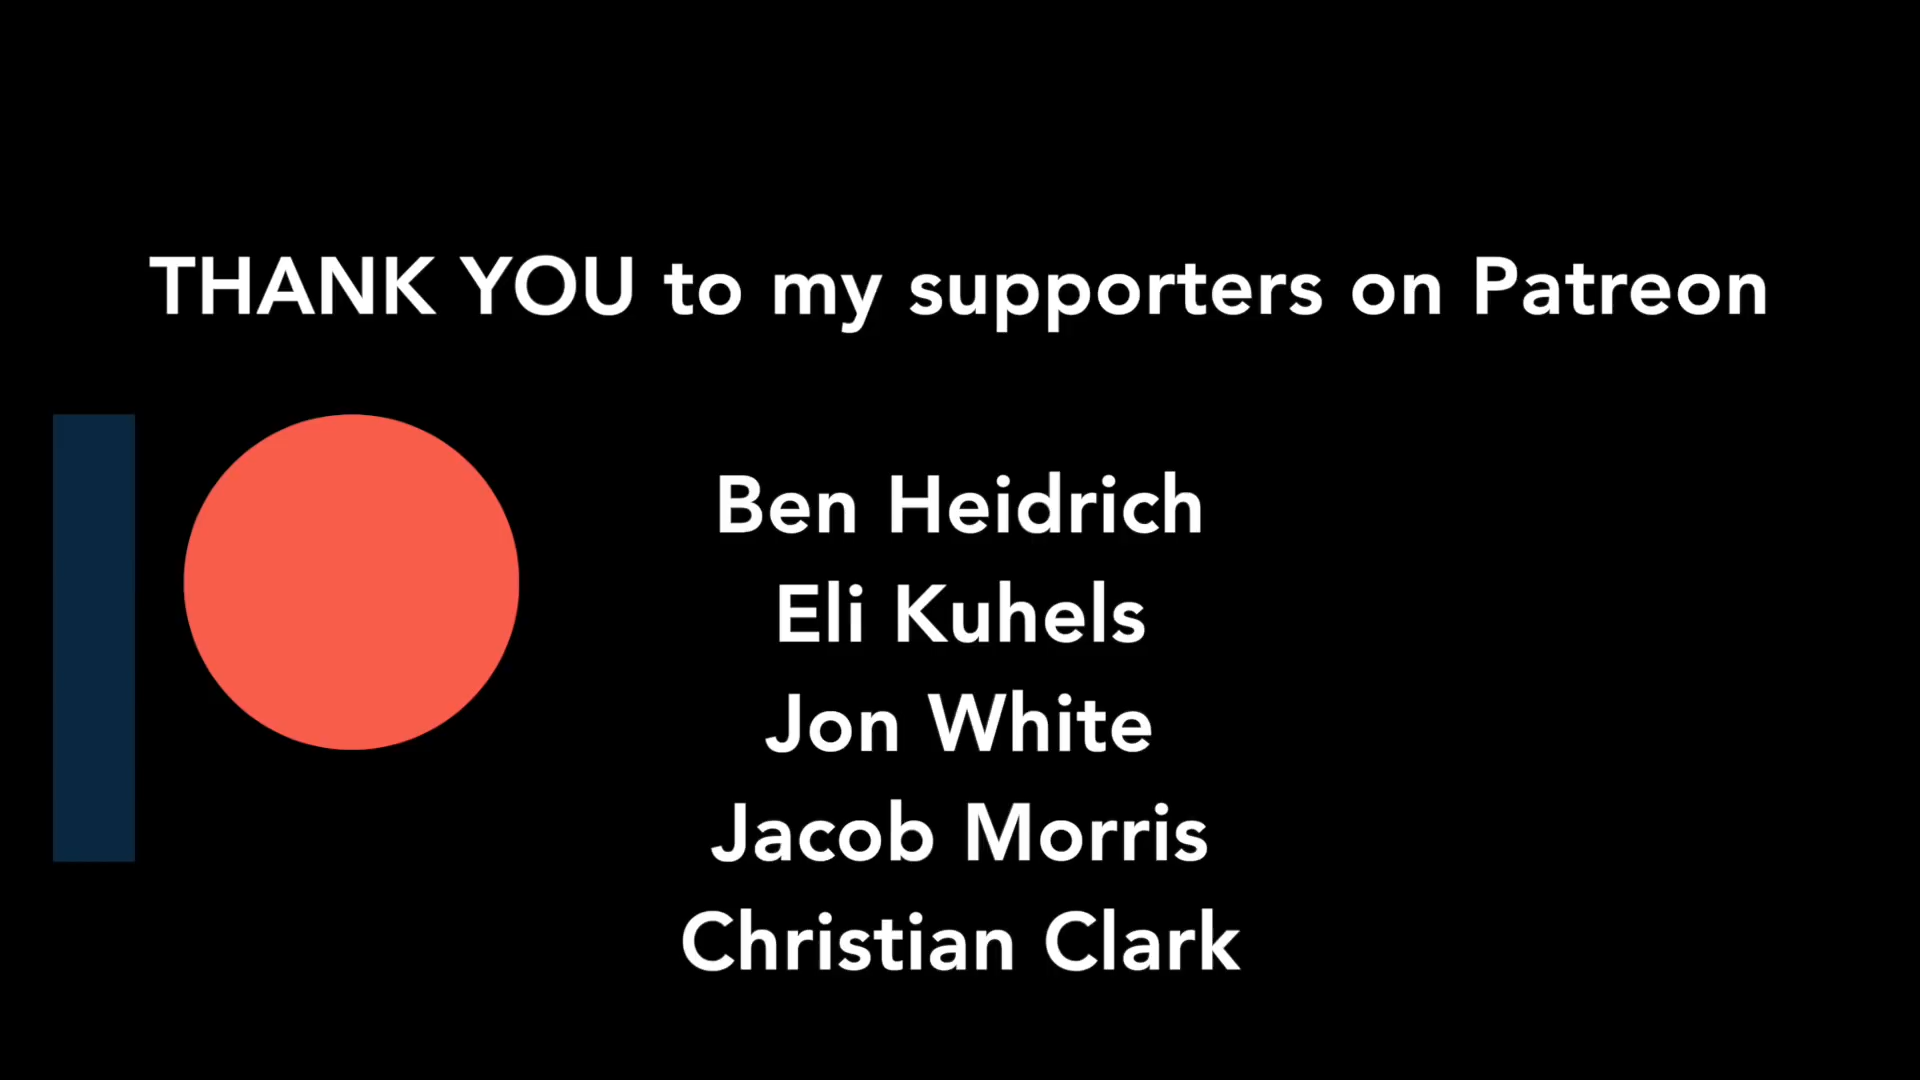 THANK YOU to my supporters on Patreon
Ben Heidrich
Eli Kuhels
Jon White
Jacob Morris
Christian Clark